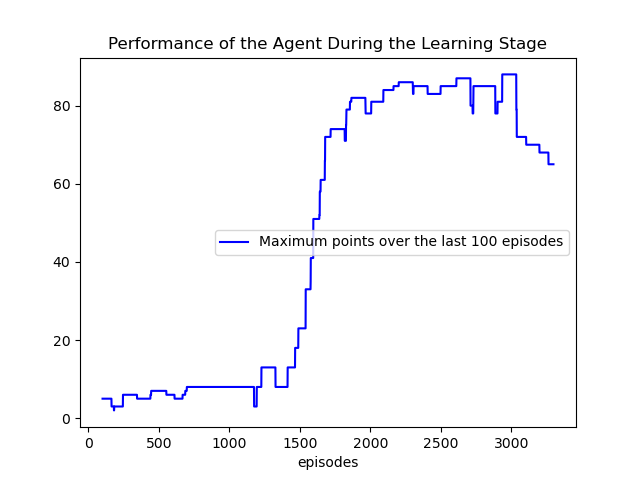 Performance of the Agent During the Learning Stage
80
60
40
20
0
Maximum points over the last 100 episodes
0 500 1000 1500 2000 2500 3000
episodes